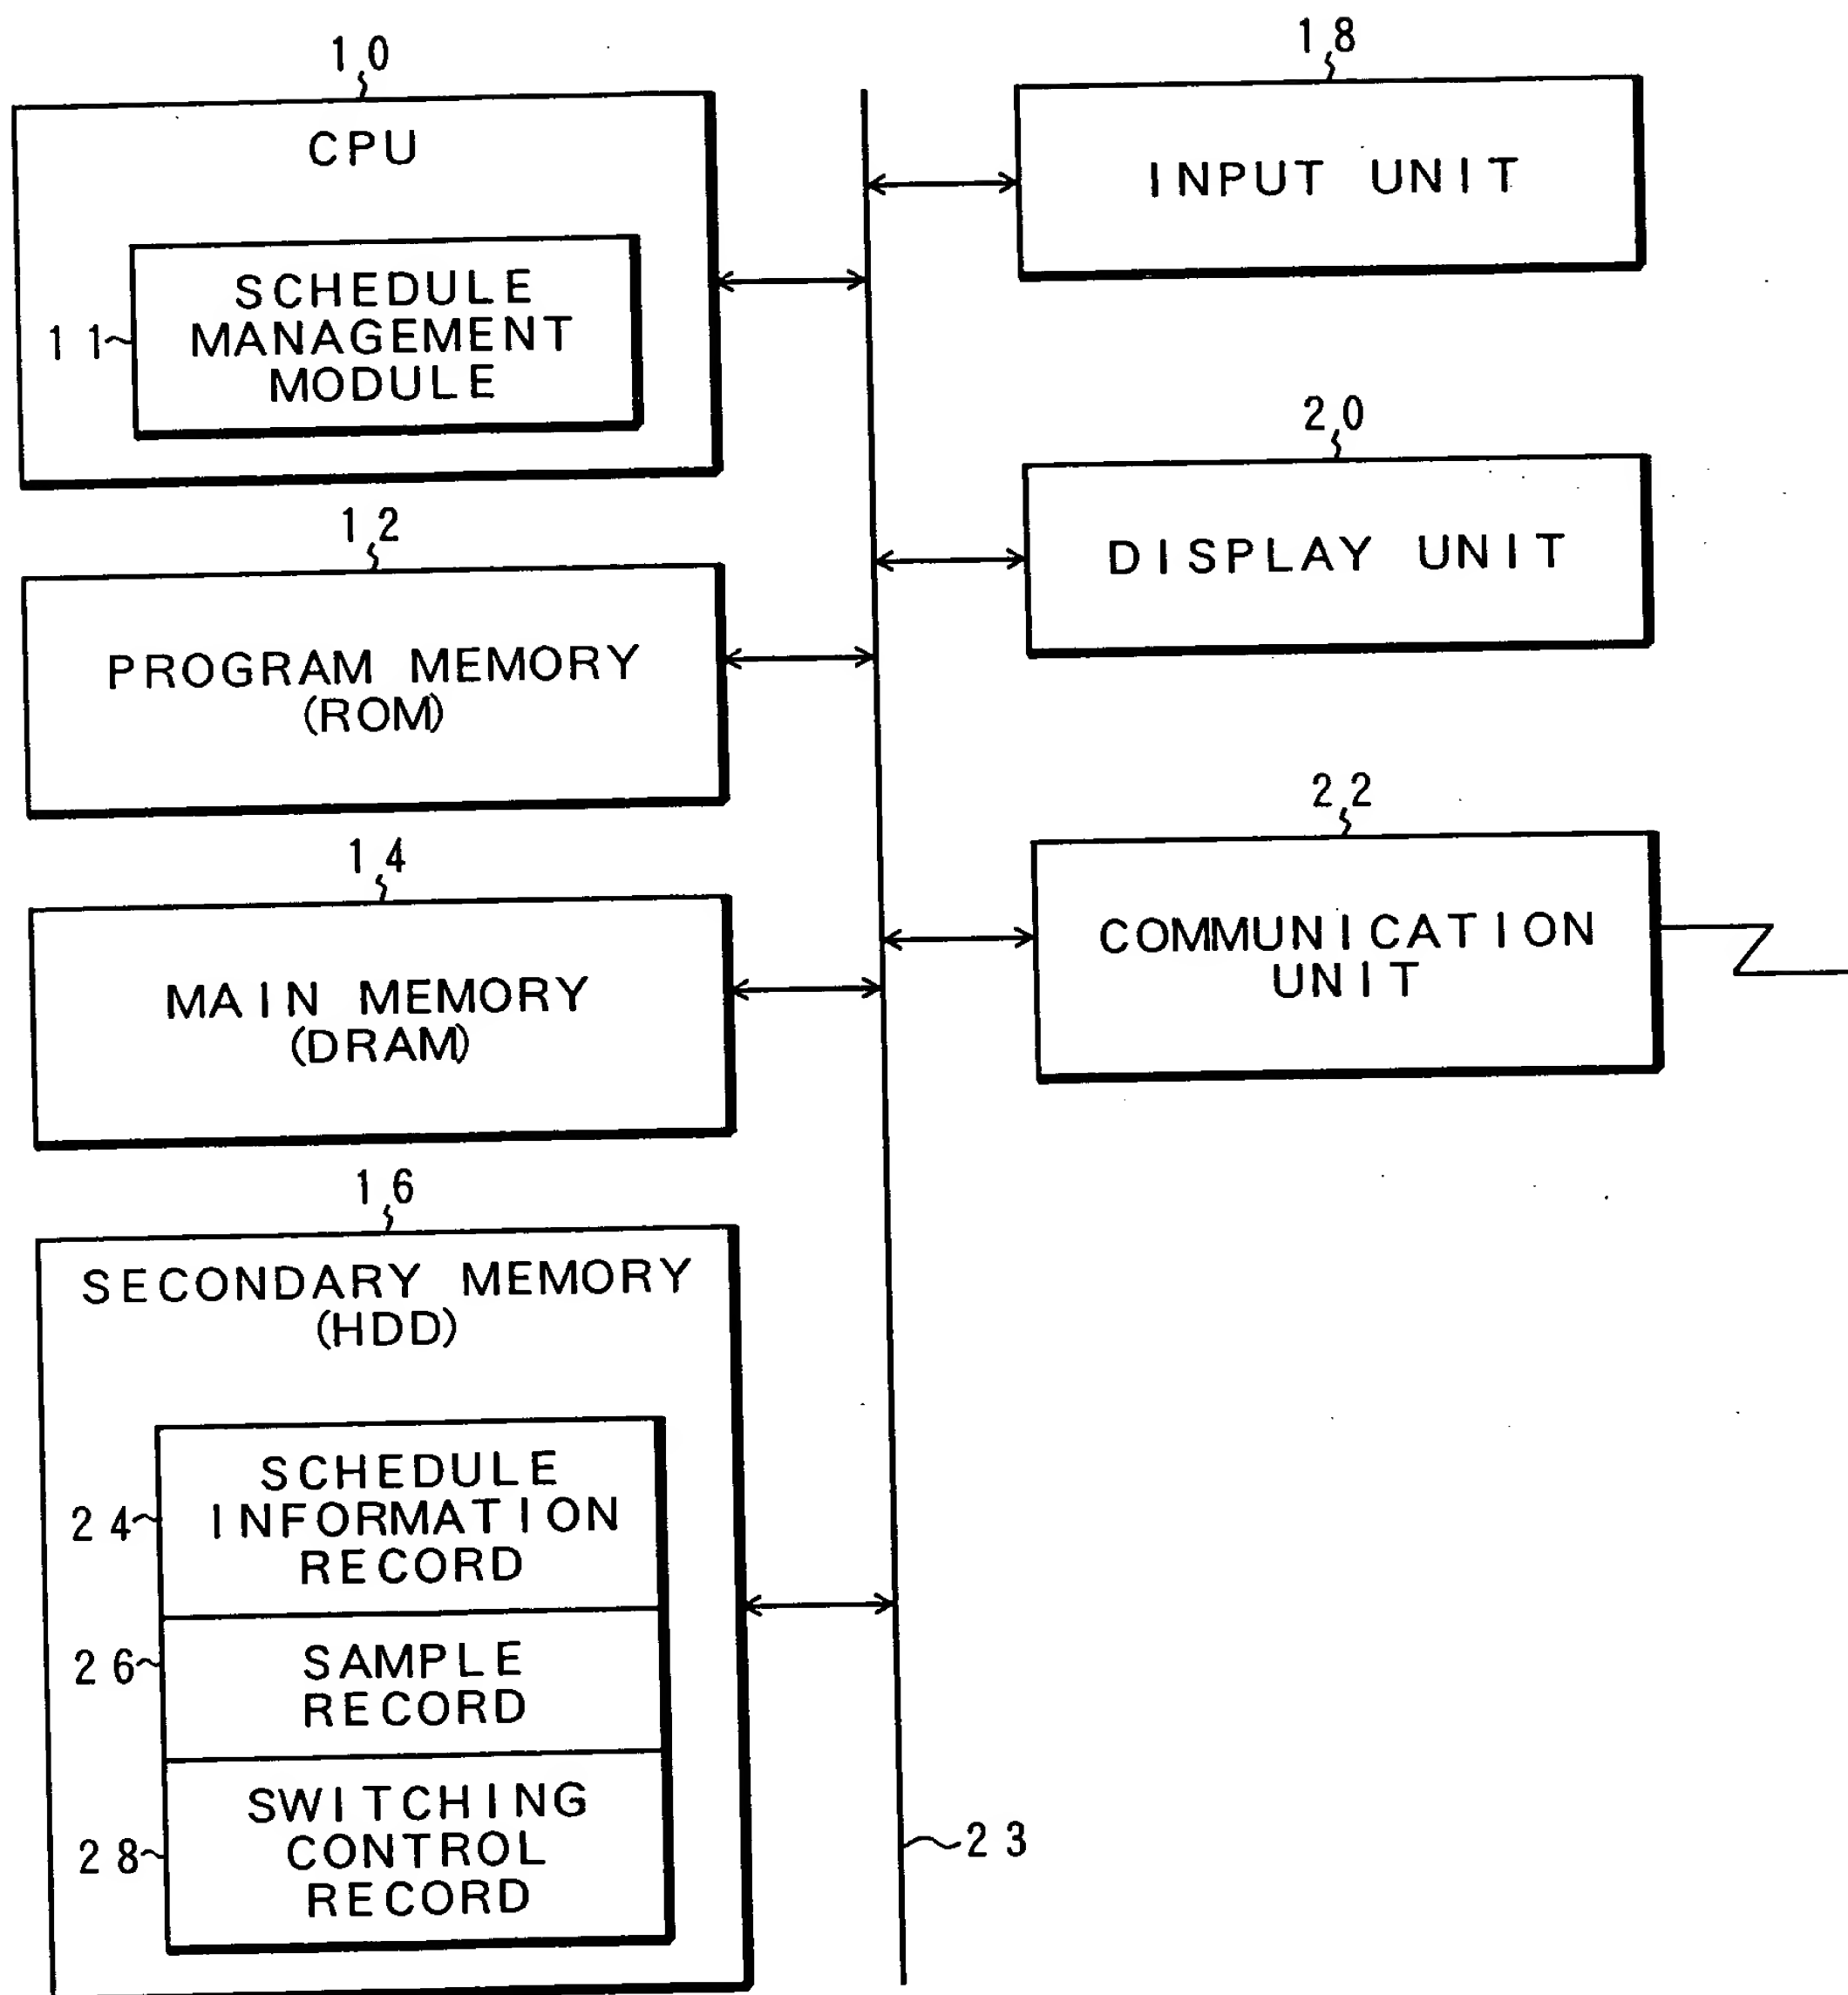 10
CPU
11
SCHEDULE
MANAGEMENT
MODULE
12
PROGRAM MEMORY
(ROM)
14
MAIN MEMORY
(DRAM)
16
SECONDARY MEMORY
(HDD)
24
SCHEDULE
INFORMATION
RECORD
26
SAMPLE
RECORD
28
SWITCHING
CONTROL
RECORD
18
INPUT UNIT
20
DISPLAY UNIT
22
COMMUNICATION
UNIT
23